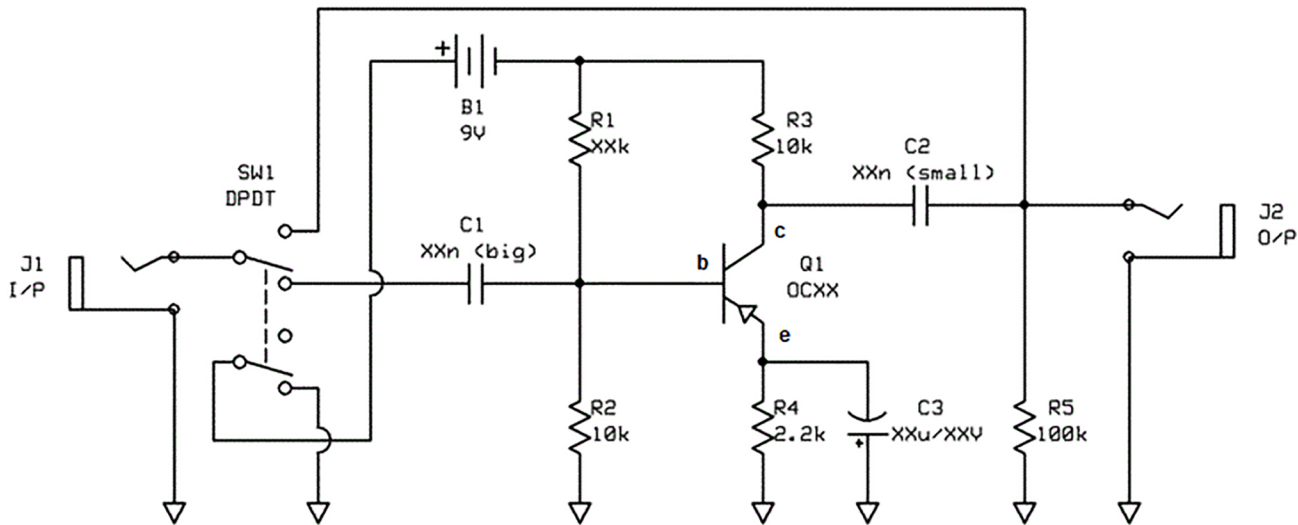 +
B1
9V
R1
XXk
R3
10k
C2
XXn (small)
SW1
DPDT
C1
XXn (big)
c
b
Q1
OCXX
J1
I/P
J2
O/P
e
R2
10k
R4
2.2k
C3
XXu/XXV
+
R5
100k